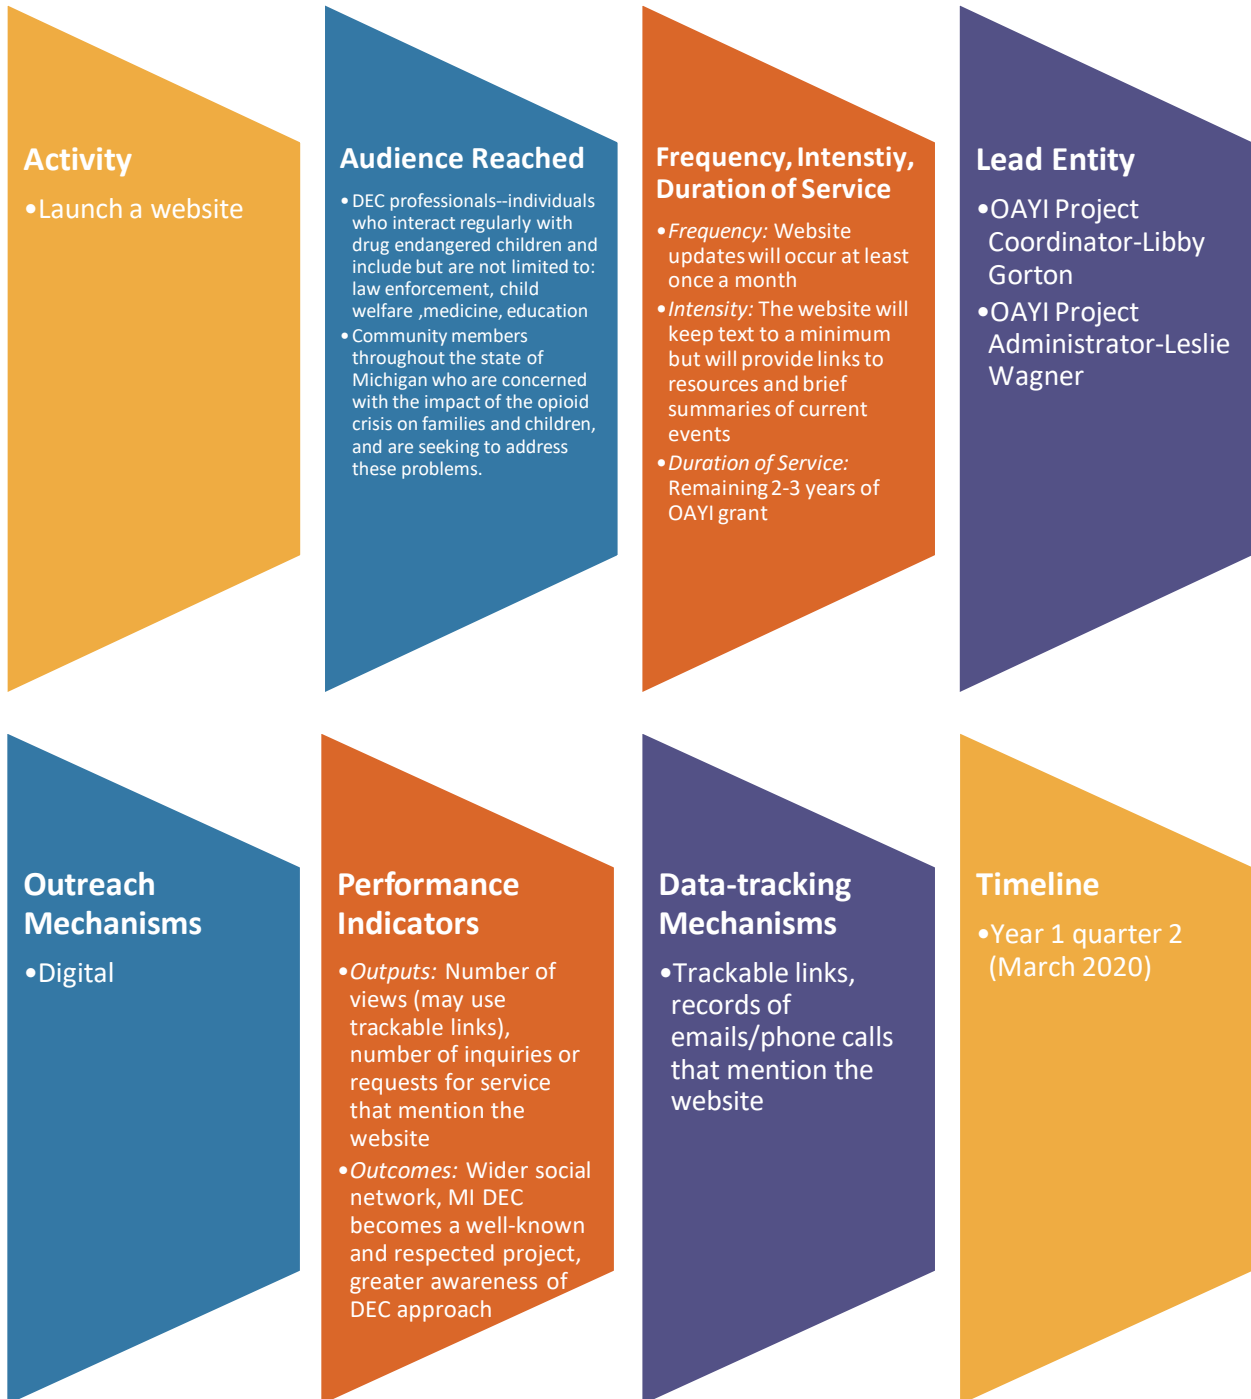 Activity
•Launch a website
Audience Reached
•DEC professionals--individuals
who interact regularly with
drug endangered children and
include but are not limited to:
law enforcement, child
welfare ,medicine, education
•Community members
throughout the state of
Michigan who are concerned
with the impact of the opioid
crisis on families and children,
and are seeking to address
these problems.
Frequency, Intenstiy,
Duration of Service
•Frequency: Website
updates will occur at least
once a month
•Intensity: The website will
keep text to a minimum
but will provide links to
resources and brief
summaries of current
events
•Duration of Service:
Remaining 2-3 years of
OAYI grant
Lead Entity
•OAYI Project
Coordinator-Libby
Gorton
•OAYI Project
Administrator-Leslie
Wagner
Outreach
Mechanisms
•Digital
Performance
Indicators
•Outputs: Number of
views (may use
trackable links),
number of inquiries or
requests for service
that mention the
website
•Outcomes: Wider social
network, MI DEC
becomes a well-known
and respected project,
greater awareness of
DEC approach
Data-tracking
Mechanisms
•Trackable links,
records of
emails/phone calls
that mention the
website
Timeline
•Year 1 quarter 2
(March 2020)